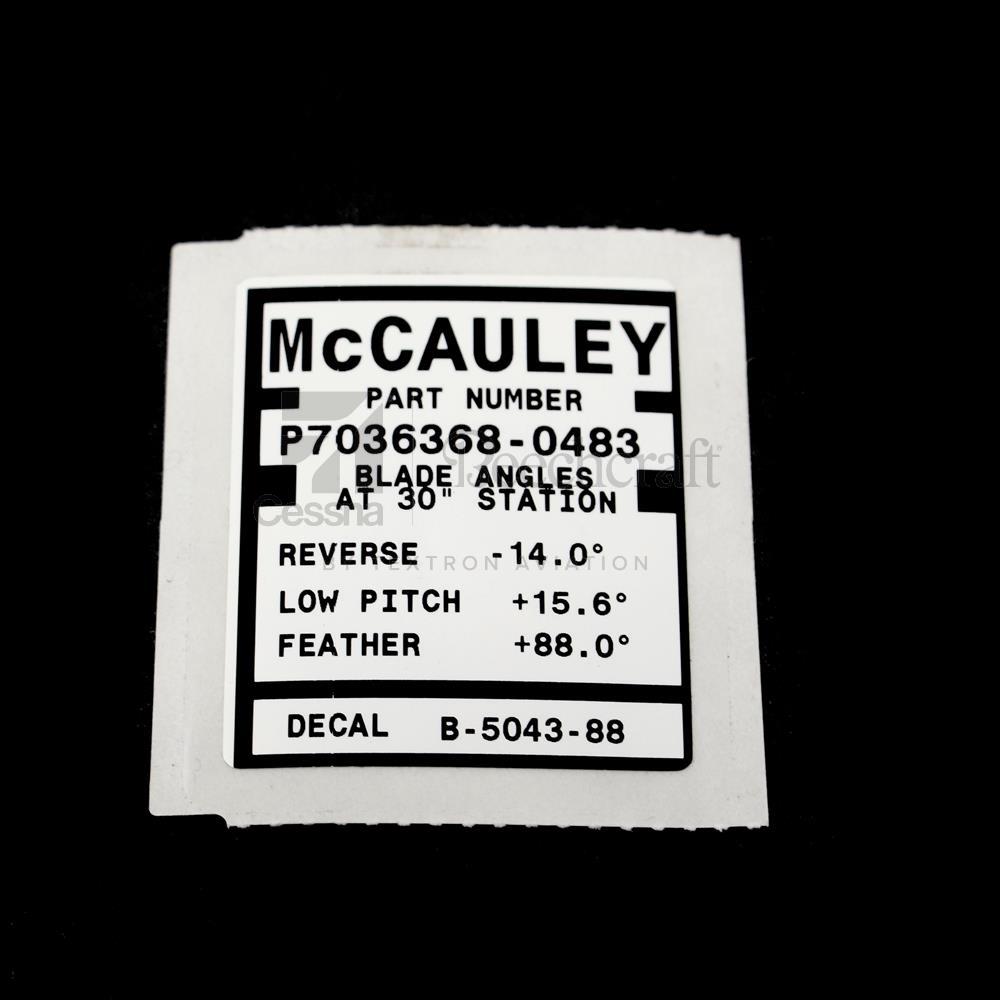 McCAULEY
PART NUMBER
P7036368-0483
BLADE ANGLES
AT 30" STATION
REVERSE -14.0°
LOW PITCH +15.6°
FEATHER +88.0°
DECAL B-5043-88
Cessna
Beechcraft
BY TEXTRON AVIATION